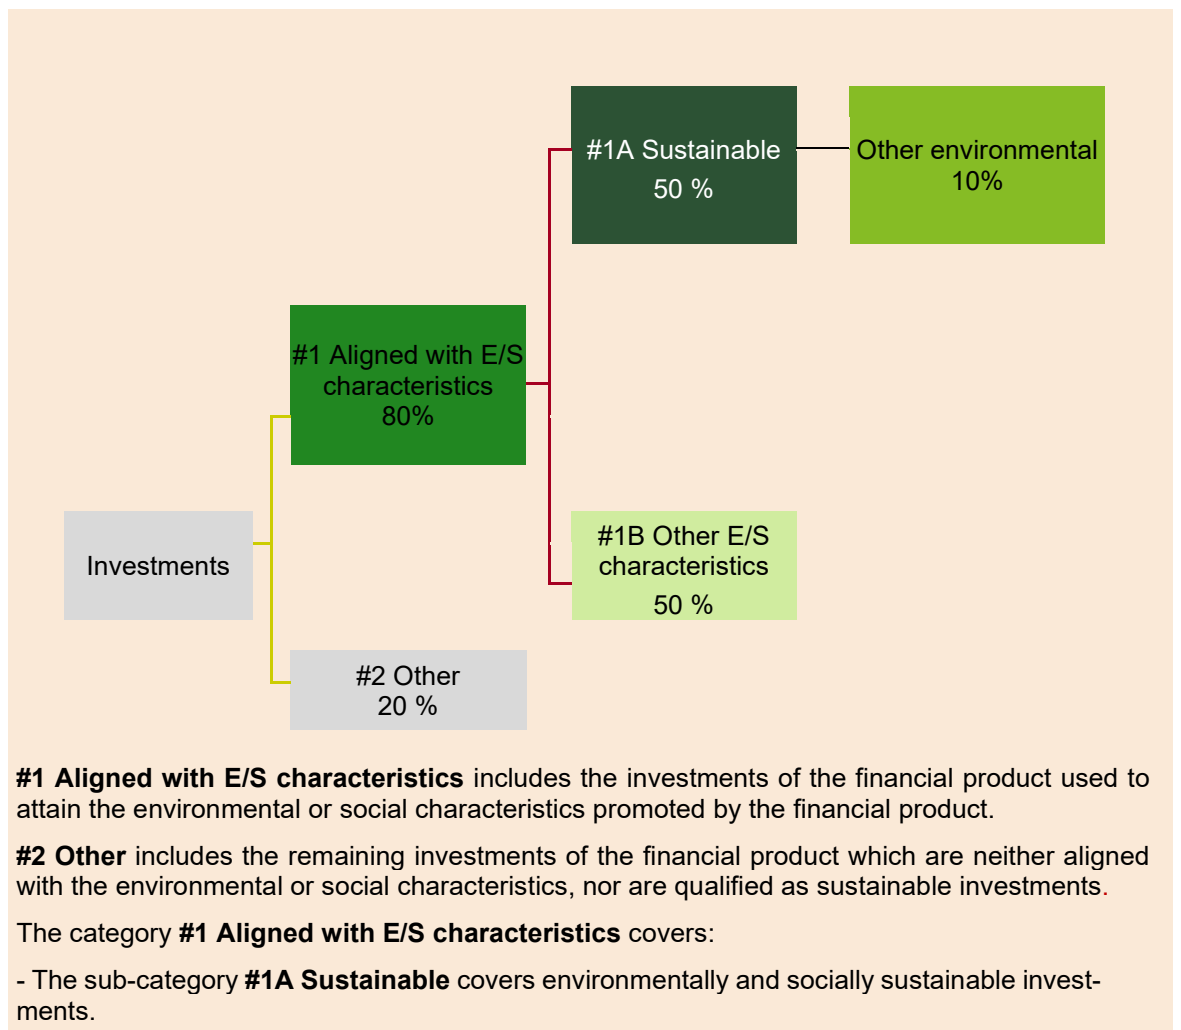 #1A Sustainable
50 %
Other environmental
10%
#1 Aligned with E/S
characteristics
80%
Investments
#1B Other E/S
characteristics
50 %
#2 Other
20 %
#1 Aligned with E/S characteristics includes the investments of the financial product used to
attain the environmental or social characteristics promoted by the financial product.
#2 Other includes the remaining investments of the financial product which are neither aligned
with the environmental or social characteristics, nor are qualified as sustainable investments.
The category #1 Aligned with E/S characteristics covers:
- The sub-category #1A Sustainable covers environmentally and socially sustainable invest-
ments.